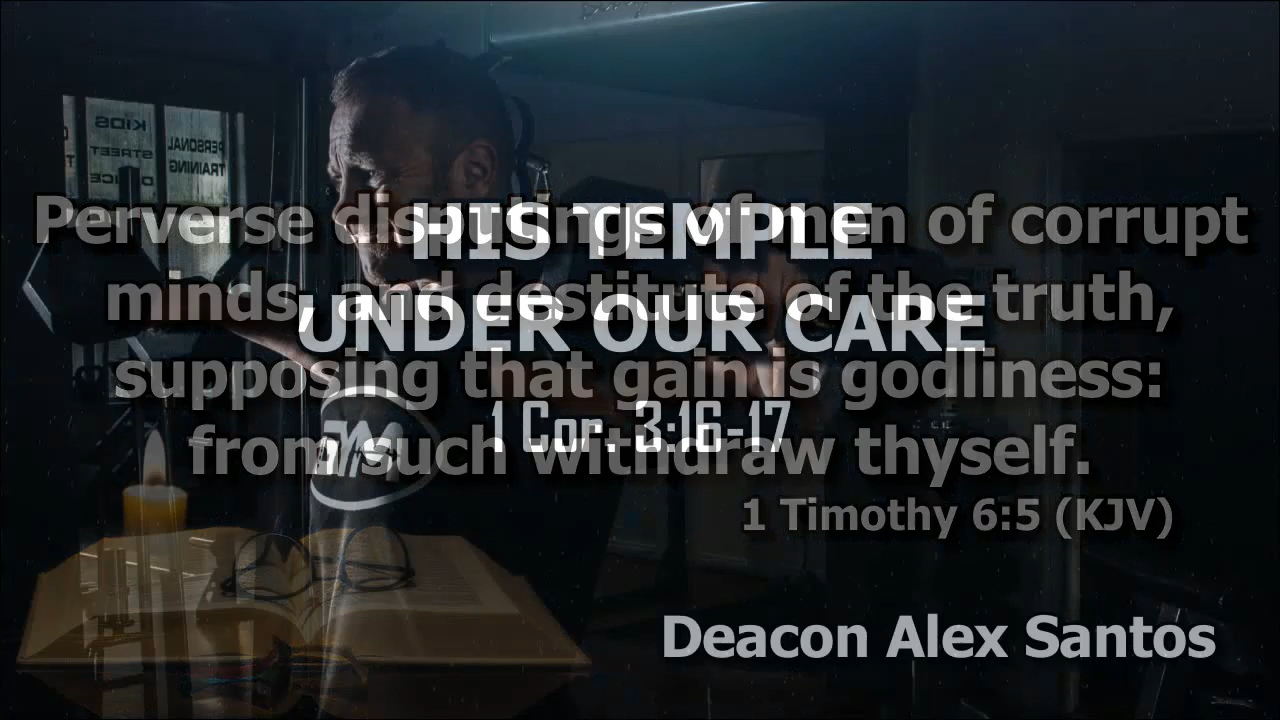 KIDS
STREET
PERSONAL
TRAINING
HIS TEMPLE
UNDER OUR CARE
1 Cor. 3:16-17
Perverse disputings of men of corrupt
minds, and destitute of the truth,
supposing that gain is godliness:
from such withdraw thyself.
1 Timothy 6:5 (KJV)
Deacon Alex Santos